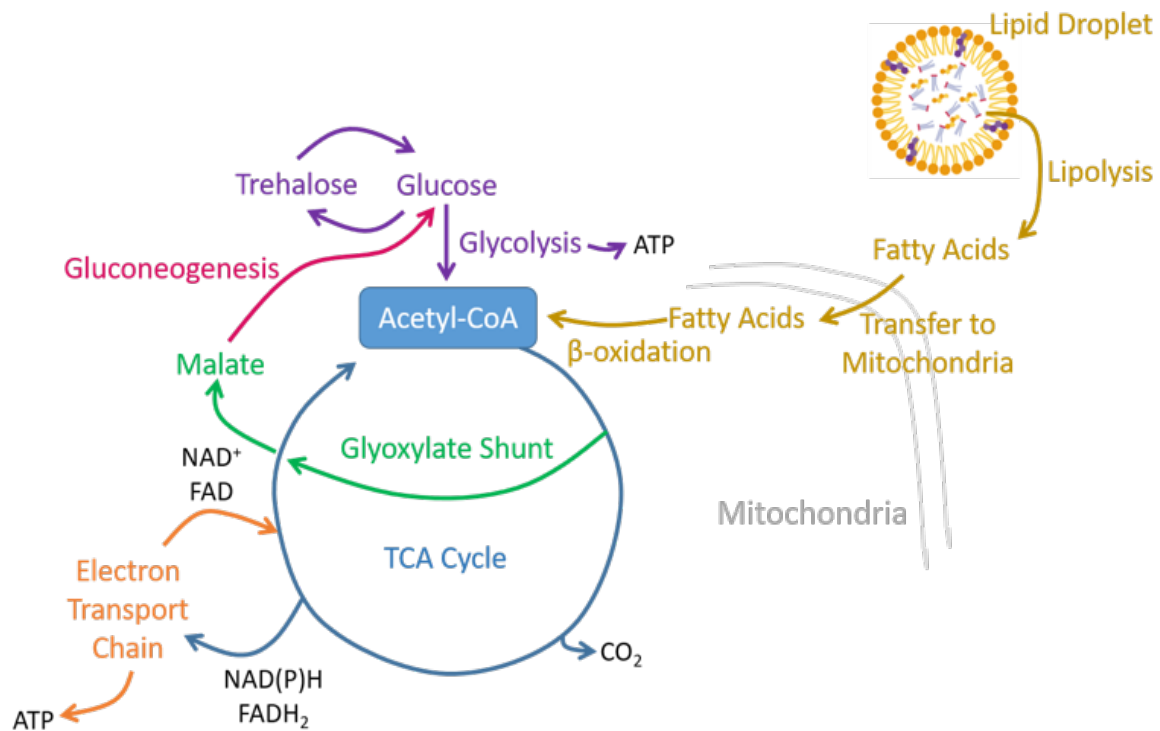 Lipid Droplet
Lipolysis
Trehalose
Glucose
Glycolysis
ATP
Fatty Acids
Gluconeogenesis
Acetyl-CoA
Fatty Acids
β-oxidation
Transfer to
Mitochondria
Malate
Glyoxylate Shunt
NAD⁺
FAD
Mitochondria
TCA Cycle
Electron
Transport
Chain
CO₂
NAD(P)H
FADH₂
ATP